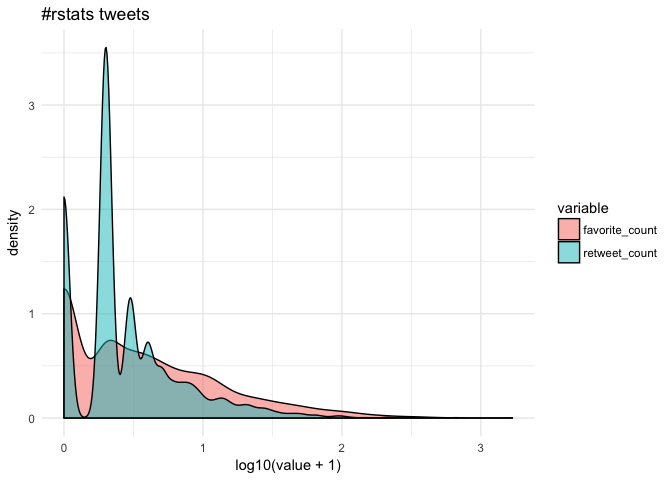 #rstats tweets
density
3
2
1
0
0 1 2 3
log10(value + 1)
variable
favorite_count
retweet_count